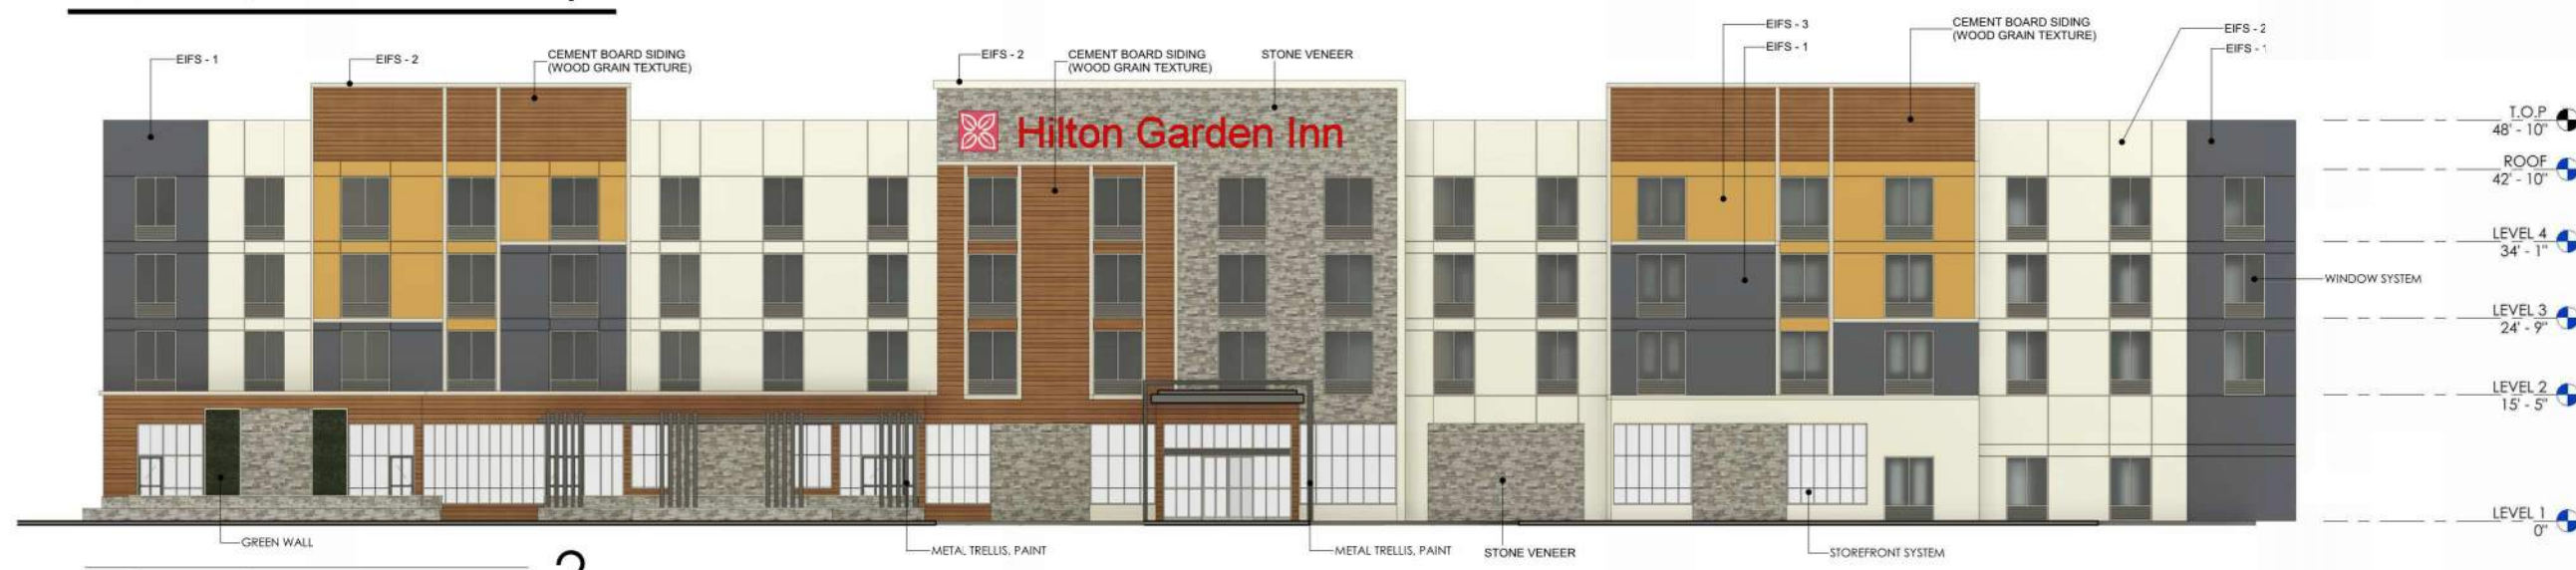 EIFS - 1
EIFS - 2
CEMENT BOARD SIDING
(WOOD GRAIN TEXTURE)
EIFS - 2
CEMENT BOARD SIDING
(WOOD GRAIN TEXTURE)
STONE VENEER
EIFS - 3
EIFS - 1
CEMENT BOARD SIDING
(WOOD GRAIN TEXTURE)
EIFS - 2
EIFS - 1
Hilton Garden Inn
T.O.P
48' - 10"
ROOF
42' - 10"
LEVEL 4
34' - 1"
WINDOW SYSTEM
LEVEL 3
24' - 9"
LEVEL 2
15' - 5"
LEVEL 1
0"
GREEN WALL
METAL TRELLIS, PAINT
METAL TRELLIS, PAINT
STONE VENEER
STOREFRONT SYSTEM